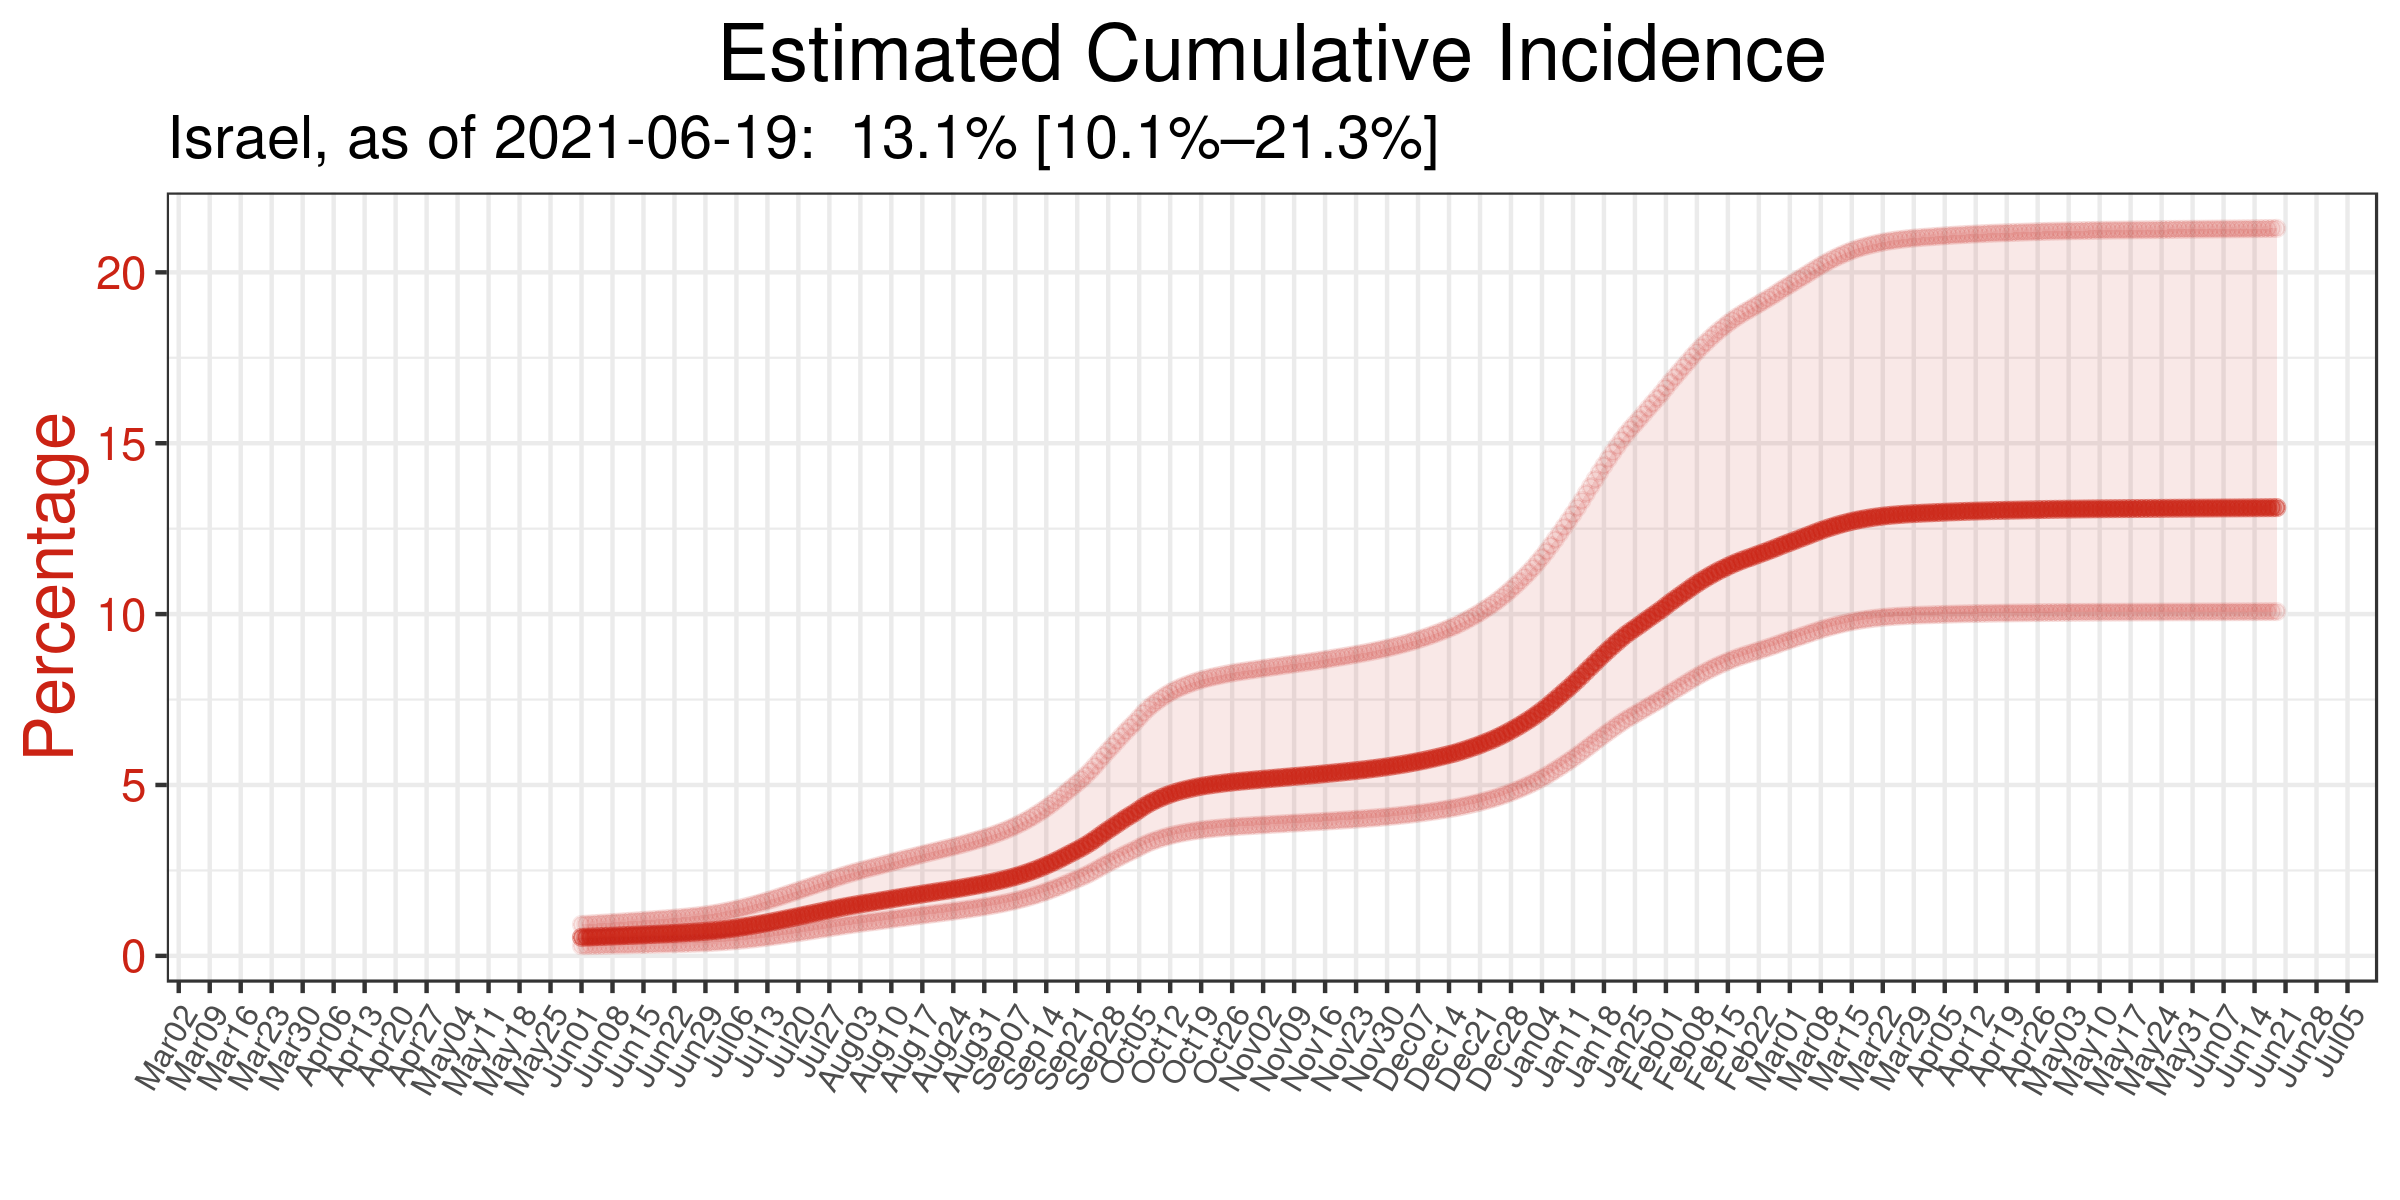 Estimated Cumulative Incidence
Israel, as of 2021-06-19:  13.1% [10.1%–21.3%]
Percentage
20
15
10
5
0
Mar02
Mar09
Mar16
Mar23
Mar30
Apr06
Apr13
Apr20
Apr27
May04
May11
May18
May25
Jun01
Jun08
Jun15
Jun22
Jun29
Jul06
Jul13
Jul20
Jul27
Aug03
Aug10
Aug17
Aug24
Aug31
Sep07
Sep14
Sep21
Sep28
Oct05
Oct12
Oct19
Oct26
Nov02
Nov09
Nov16
Nov23
Nov30
Dec07
Dec14
Dec21
Dec28
Jan04
Jan11
Jan18
Jan25
Feb01
Feb08
Feb15
Feb22
Mar01
Mar08
Mar15
Mar22
Mar29
Apr05
Apr12
Apr19
Apr26
May03
May10
May17
May24
May31
Jun07
Jun14
Jun21
Jun28
Jul05